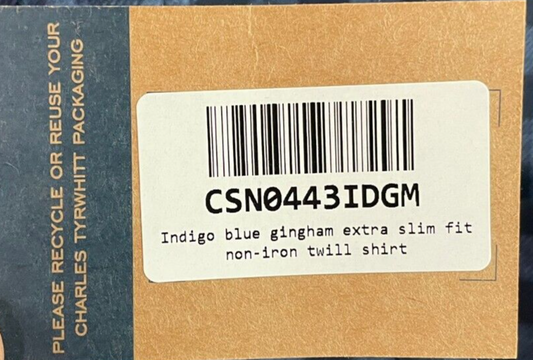 PLEASE RECYCLE OR REUSE YOUR
CHARLES TYRWHITT PACKAGING
CSN0443IDGM
Indigo blue gingham extra slim fit
non-iron twill shirt